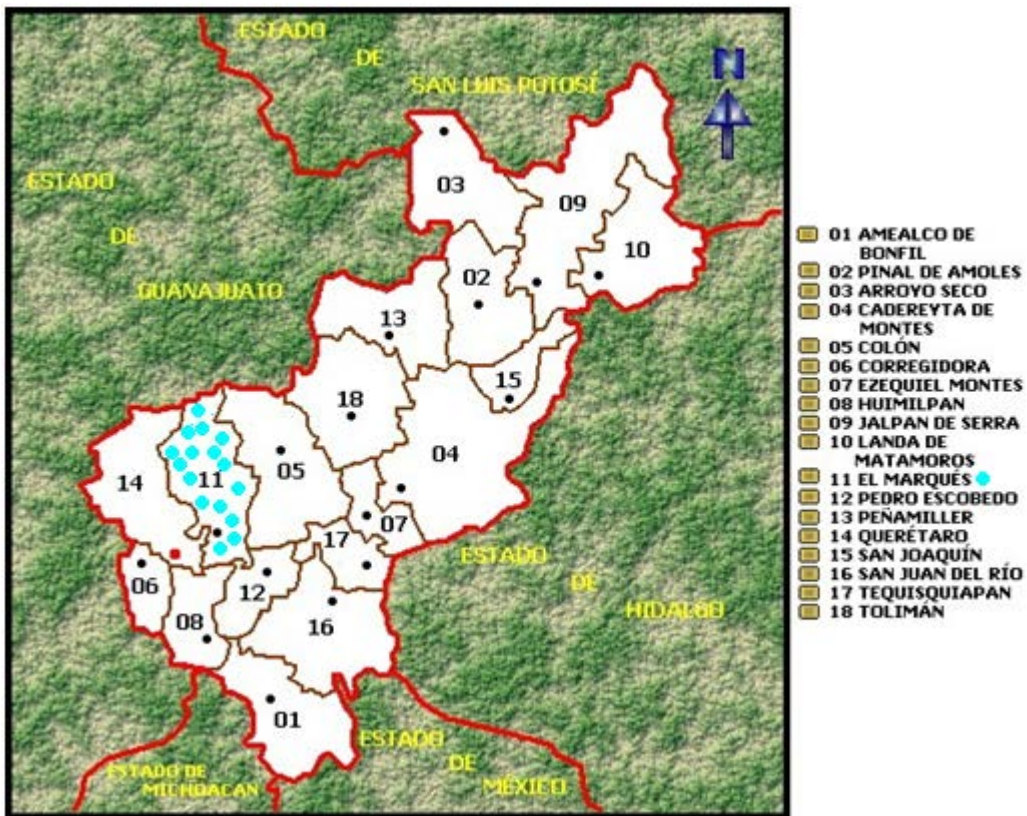 ESTADO
DE
SAN LUIS POTOSÍ
N
ESTADO
DE
GUANAJUATO
03
09
10
02
13
15
18
04
05
14
11
07
17
06
12
08
16
01
ESTADO
DE
HIDALGO
ESTADO
DE
MÉXICO
ESTADO DE
MICHOACAN
01 AMEALCO DE
BONFIL
02 PINAL DE AMOLES
03 ARROYO SECO
04 CADEREYTA DE
MONTES
05 COLÓN
06 CORREGIDORA
07 EZEQUIEL MONTES
08 HUIMILPAN
09 JALPAN DE SERRA
10 LANDA DE
MATAMOROS
11 EL MARQUÉS
12 PEDRO ESCOBEDO
13 PEÑAMILLER
14 QUERÉTARO
15 SAN JOAQUÍN
16 SAN JUAN DEL RÍO
17 TEQUISQUIAPAN
18 TOLIMÁN